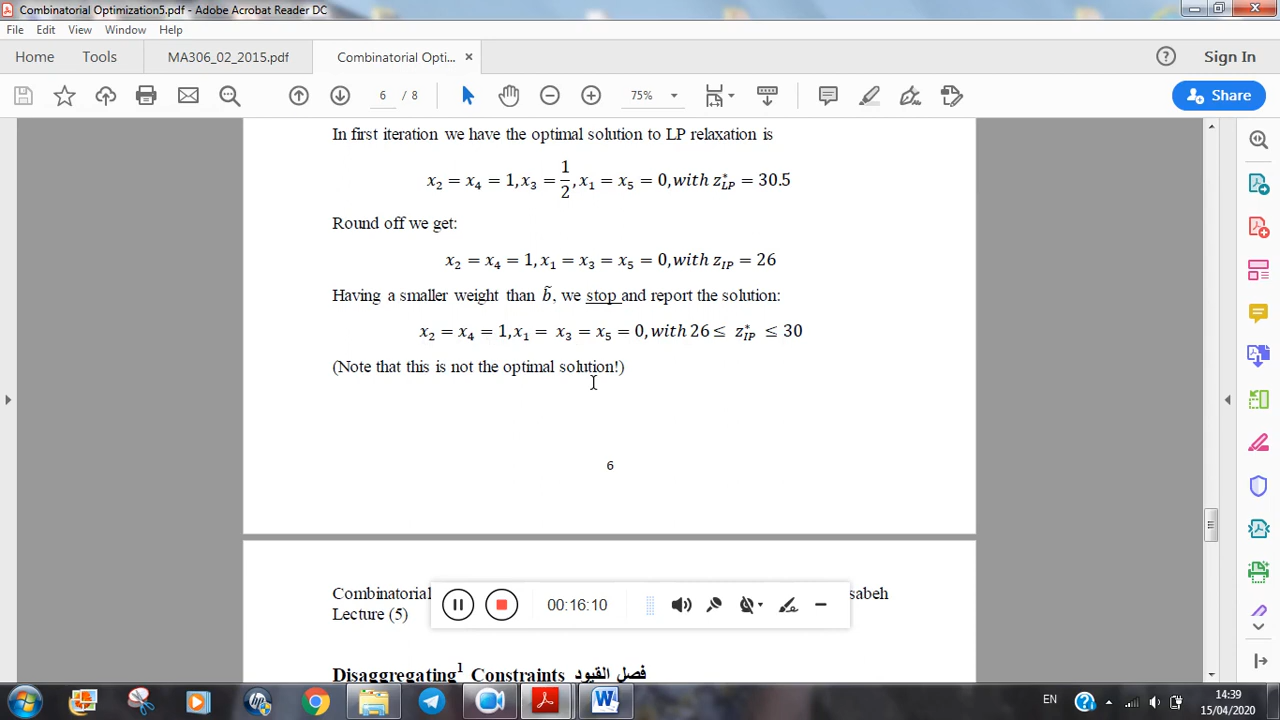 Combinatorial Optimization5.pdf - Adobe Acrobat Reader DC
File Edit View Window Help
Home Tools MA306_02_2015.pdf Combinatorial Opti... ×
Sign In
6 / 8 75% Share
In first iteration we have the optimal solution to LP relaxation is
x₂ = x₄ = 1, x₃ = 1/2, x₁ = x₅ = 0, with z*_LP = 30.5
Round off we get:
x₂ = x₄ = 1, x₁ = x₃ = x₅ = 0, with z_IP = 26
Having a smaller weight than b̃, we stop and report the solution:
x₂ = x₄ = 1, x₁ = x₃ = x₅ = 0, with 26 ≤ z*_IP ≤ 30
(Note that this is not the optimal solution!)
6
Combinatorial sabeh
Lecture (5)
00:16:10
Disaggregating¹ Constraints فصل القيود
EN 14:39
15/04/2020